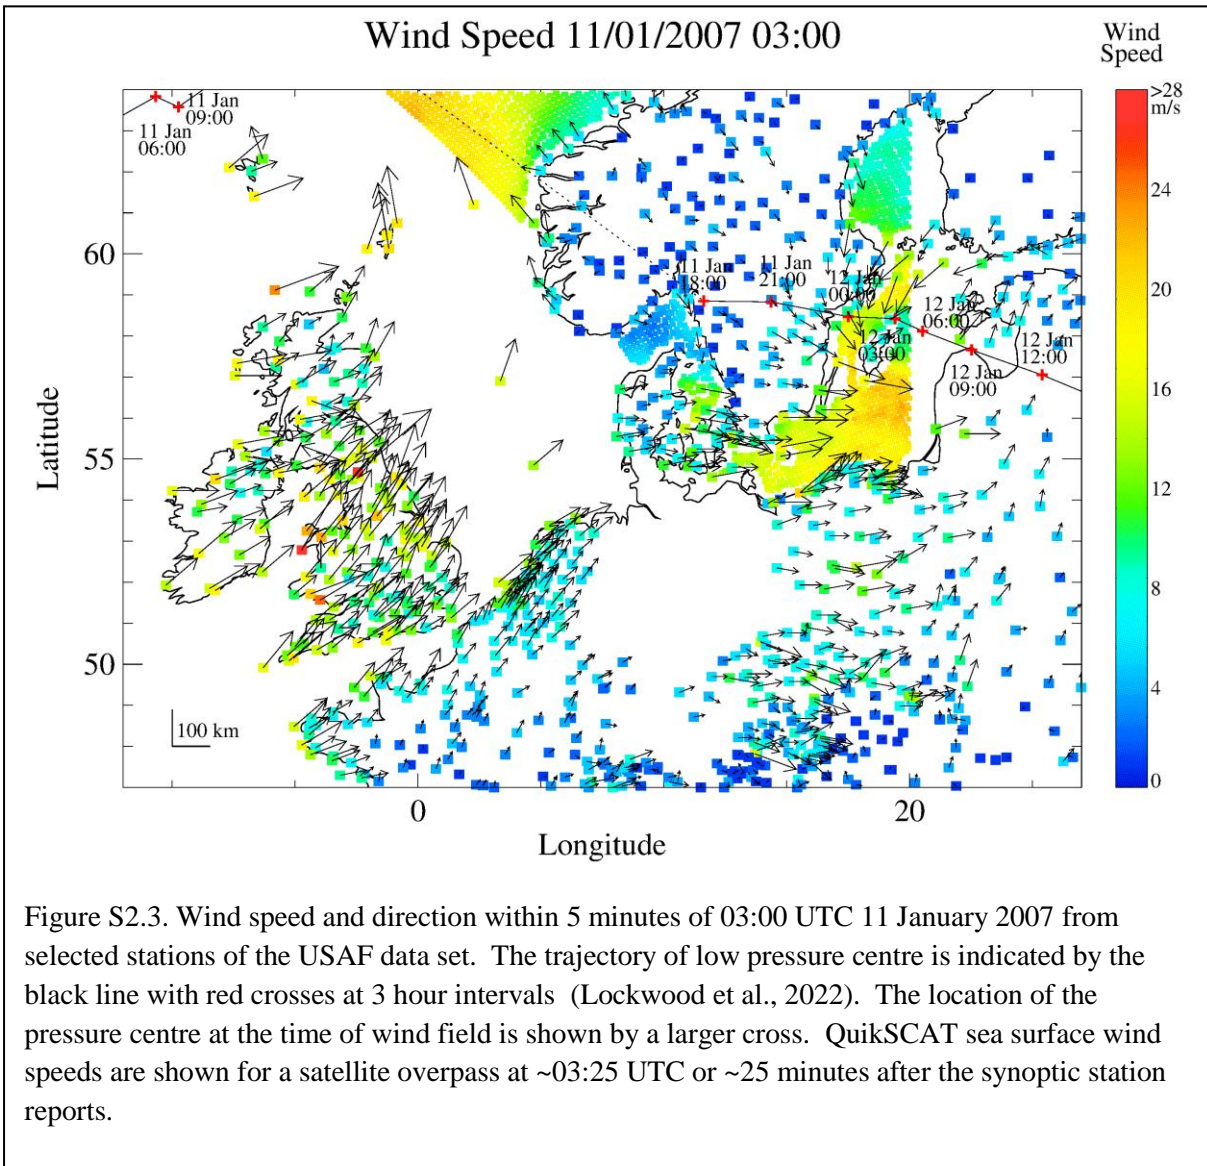 Wind Speed 11/01/2007 03:00
Wind
Speed
>28
m/s
24
20
16
12
8
4
0
11 Jan
09:00
11 Jan
06:00
11 Jan
18:00
11 Jan
21:00
12 Jan
00:00
12 Jan
03:00
12 Jan
06:00
12 Jan
09:00
12 Jan
12:00
60
55
50
Latitude
100 km
0
20
Longitude
Figure S2.3. Wind speed and direction within 5 minutes of 03:00 UTC 11 January 2007 from
selected stations of the USAF data set. The trajectory of low pressure centre is indicated by the
black line with red crosses at 3 hour intervals (Lockwood et al., 2022). The location of the
pressure centre at the time of wind field is shown by a larger cross. QuikSCAT sea surface wind
speeds are shown for a satellite overpass at ~03:25 UTC or ~25 minutes after the synoptic station
reports.